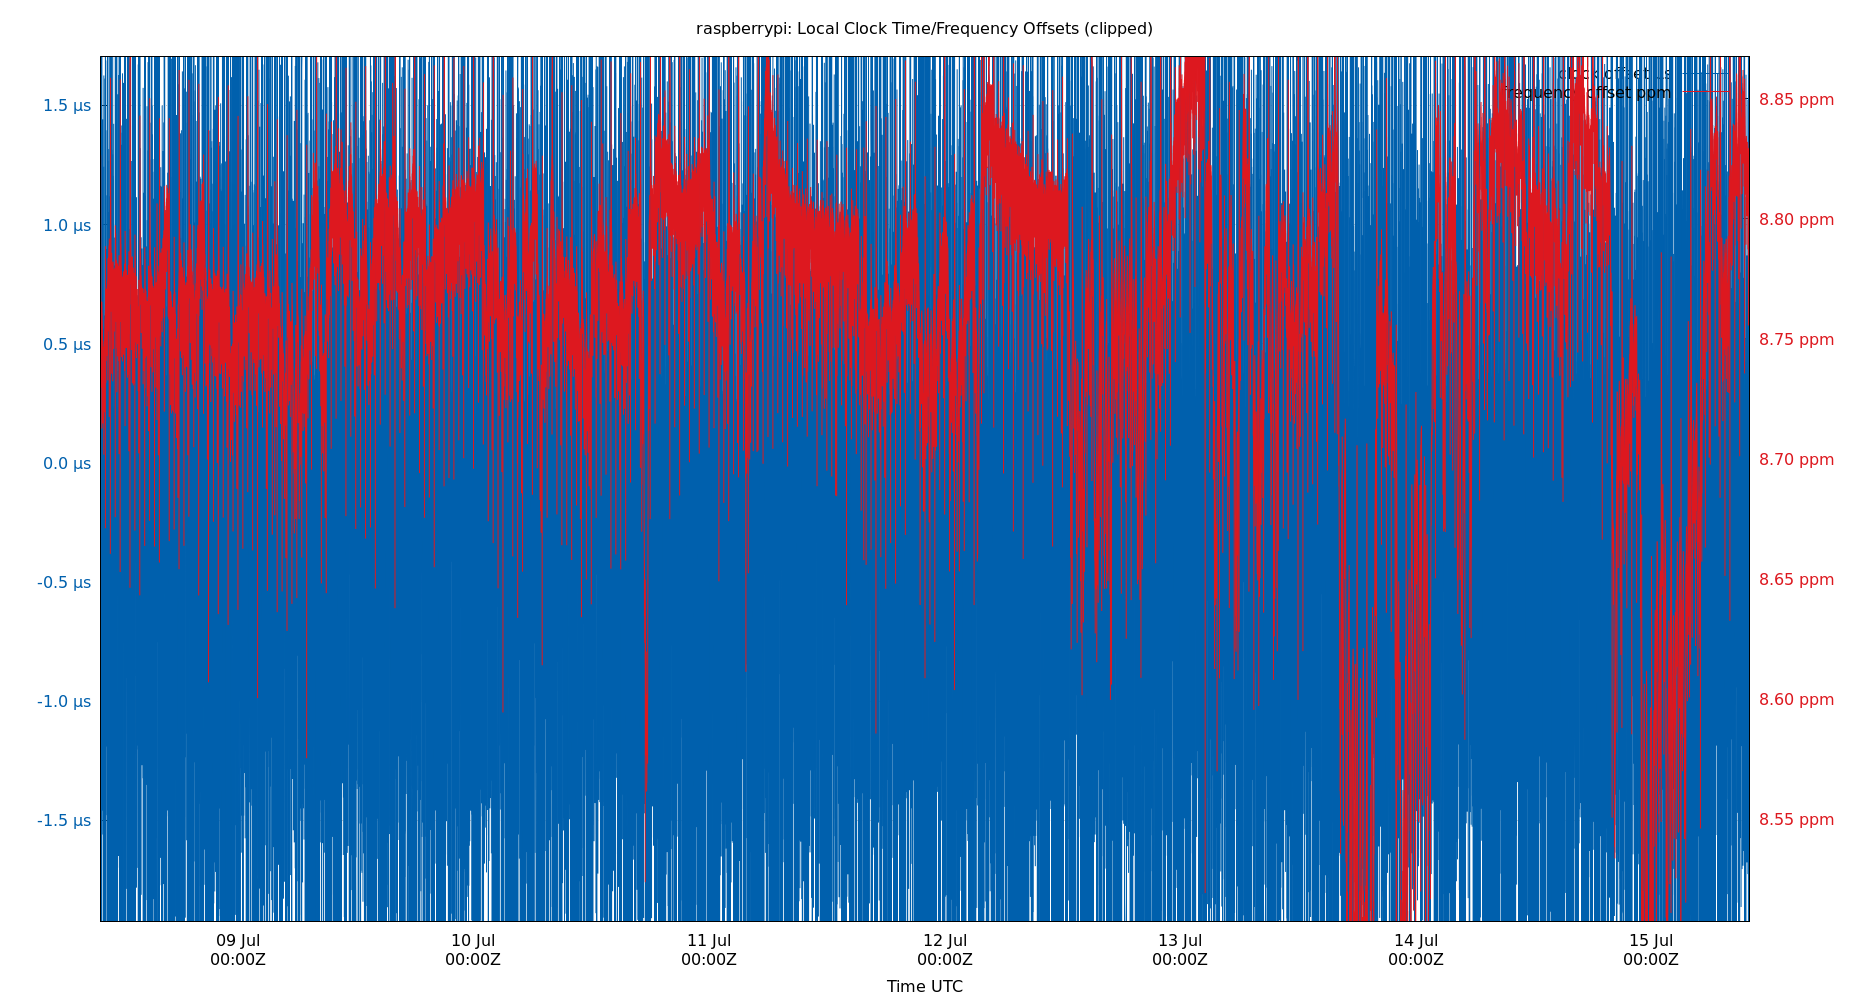 raspberrypi: Local Clock Time/Frequency Offsets (clipped)
clock offset µs
frequency offset ppm
1.5 µs
1.0 µs
0.5 µs
0.0 µs
-0.5 µs
-1.0 µs
-1.5 µs
8.85 ppm
8.80 ppm
8.75 ppm
8.70 ppm
8.65 ppm
8.60 ppm
8.55 ppm
09 Jul
00:00Z
10 Jul
00:00Z
11 Jul
00:00Z
12 Jul
00:00Z
13 Jul
00:00Z
14 Jul
00:00Z
15 Jul
00:00Z
Time UTC